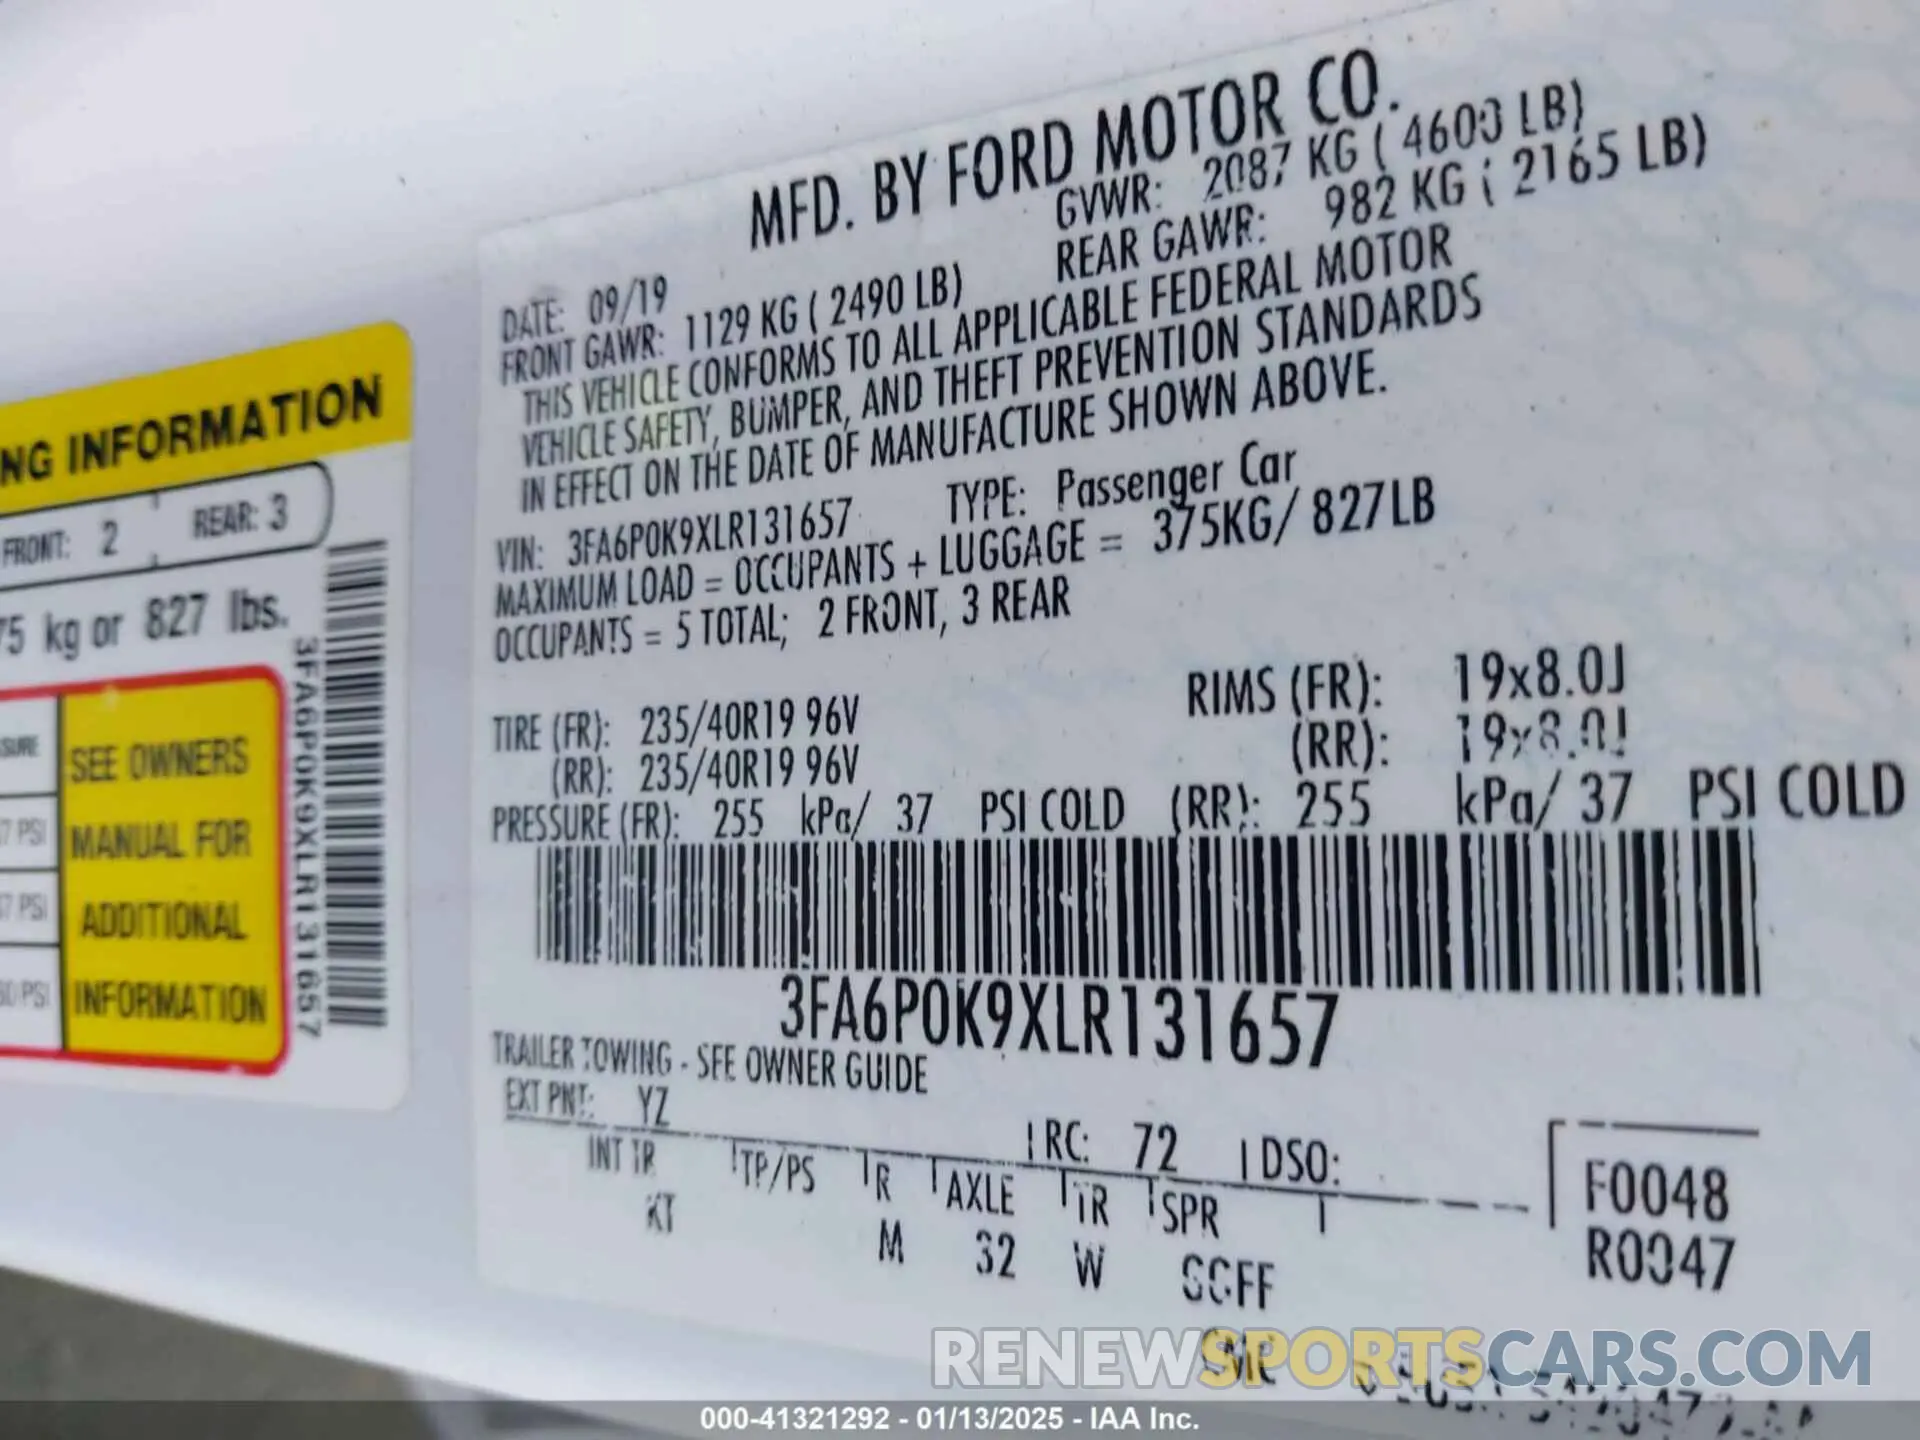 MFD. BY FORD MOTOR CO.
DATE: 09/19 GVWR: 2087 KG ( 4600 LB)
FRONT GAWR: 1129 KG ( 2490 LB) REAR GAWR: 982 KG ( 2165 LB)
THIS VEHICLE CONFORMS TO ALL APPLICABLE FEDERAL MOTOR
VEHICLE SAFETY, BUMPER, AND THEFT PREVENTION STANDARDS
IN EFFECT ON THE DATE OF MANUFACTURE SHOWN ABOVE.
VIN: 3FA6P0K9XLR131657 TYPE: Passenger Car
MAXIMUM LOAD = OCCUPANTS + LUGGAGE = 375KG/ 827LB
OCCUPANTS = 5 TOTAL; 2 FRONT, 3 REAR
TIRE (FR): 235/40R19 96V RIMS (FR): 19x8.0J
(RR): 235/40R19 96V (RR): 19x8.0J
PRESSURE (FR): 255 kPa/ 37 PSI COLD (RR): 255 kPa/ 37 PSI COLD
3FA6P0K9XLR131657
TRAILER TOWING - SEE OWNER GUIDE
EXT PNT: YZ RC: 72 DSO:
INT TR TP/PS R AXLE TR SPR
KT M 32 W
F0048
R0047
NG INFORMATION
FRONT: 2 REAR: 3
75 kg or 827 lbs.
SURE
7 PSI
7 PSI
60 PSI
SEE OWNERS
MANUAL FOR
ADDITIONAL
INFORMATION
3FA6P0K9XLR131657
RENEWSPORTSCARS.COM
000-41321292 - 01/13/2025 - IAA Inc.